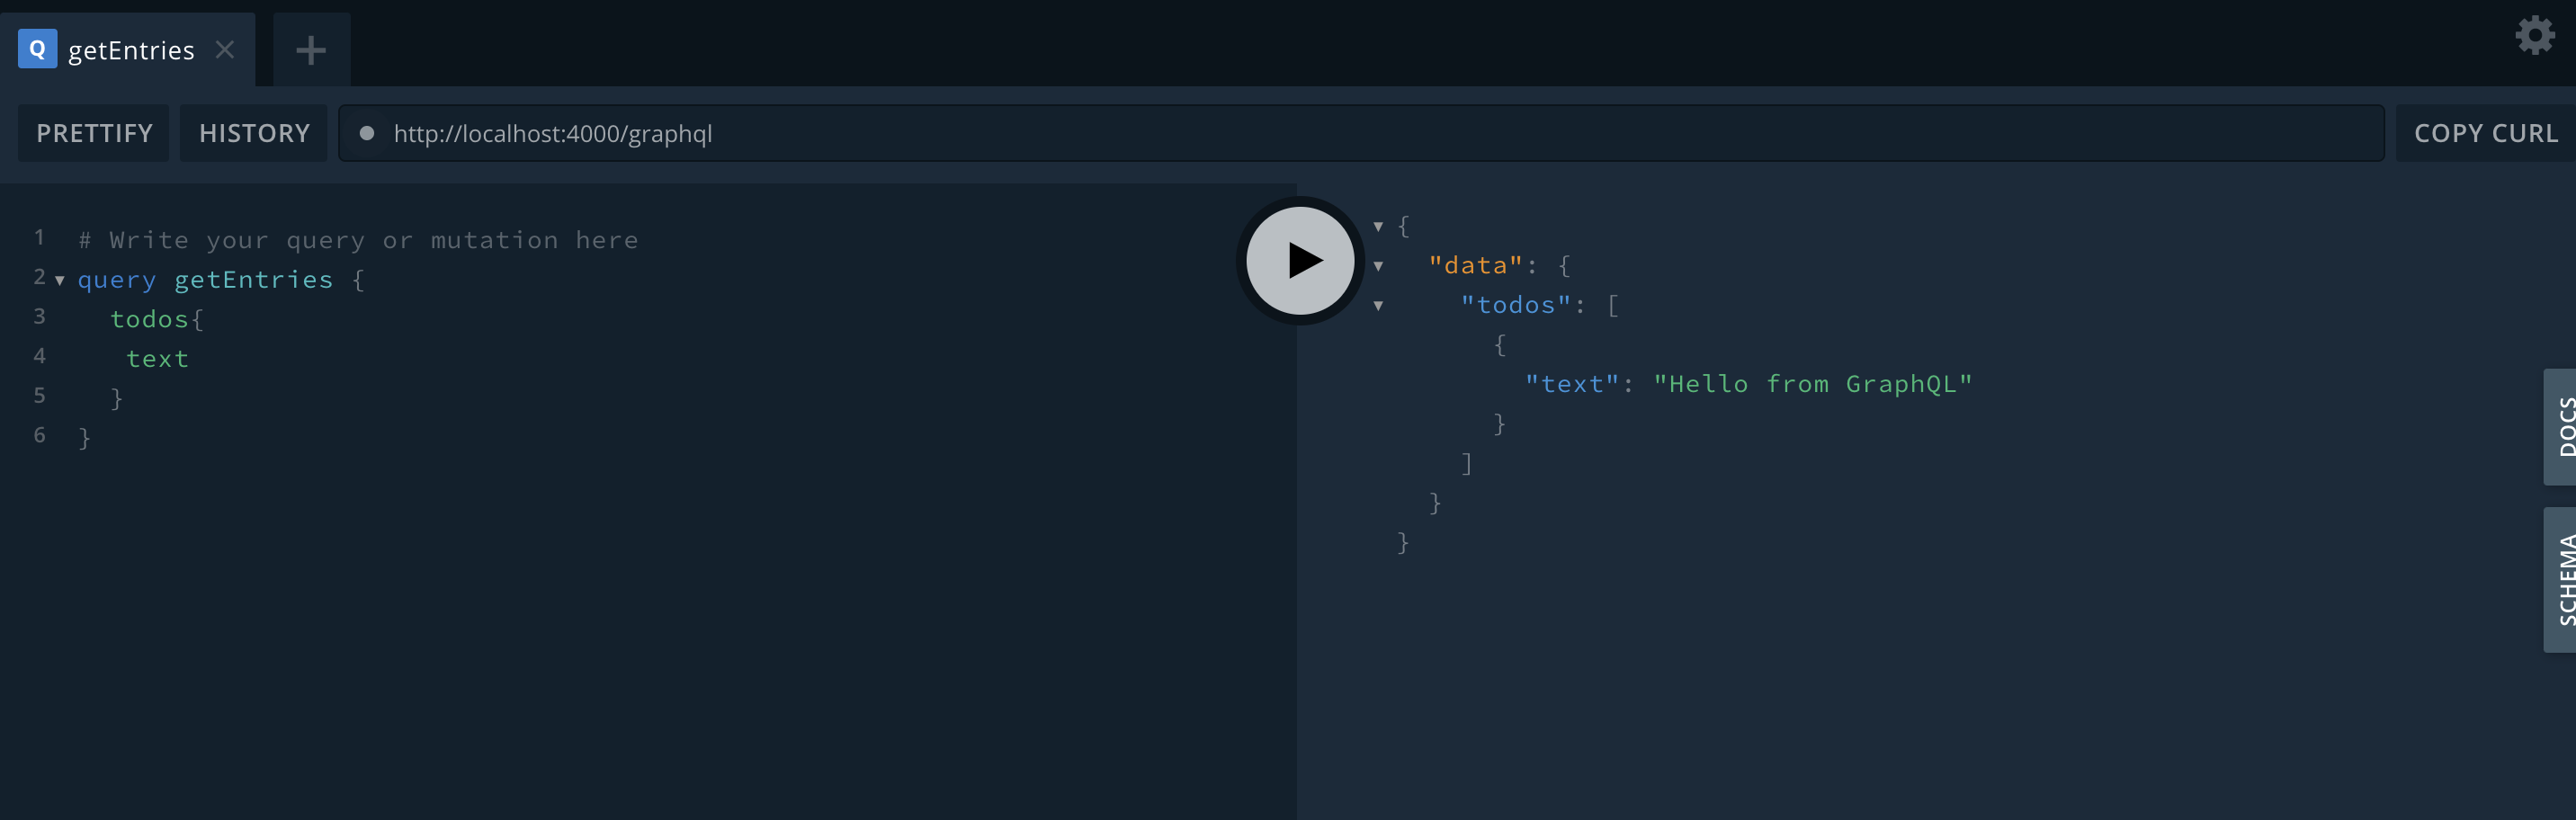 Q getEntries
PRETTIFY HISTORY http://localhost:4000/graphql COPY CURL
1 # Write your query or mutation here
2 query getEntries {
3 todos{
4 text
5 }
6 }
{
"data": {
"todos": [
{
"text": "Hello from GraphQL"
}
]
}
}
DOCS
SCHEMA